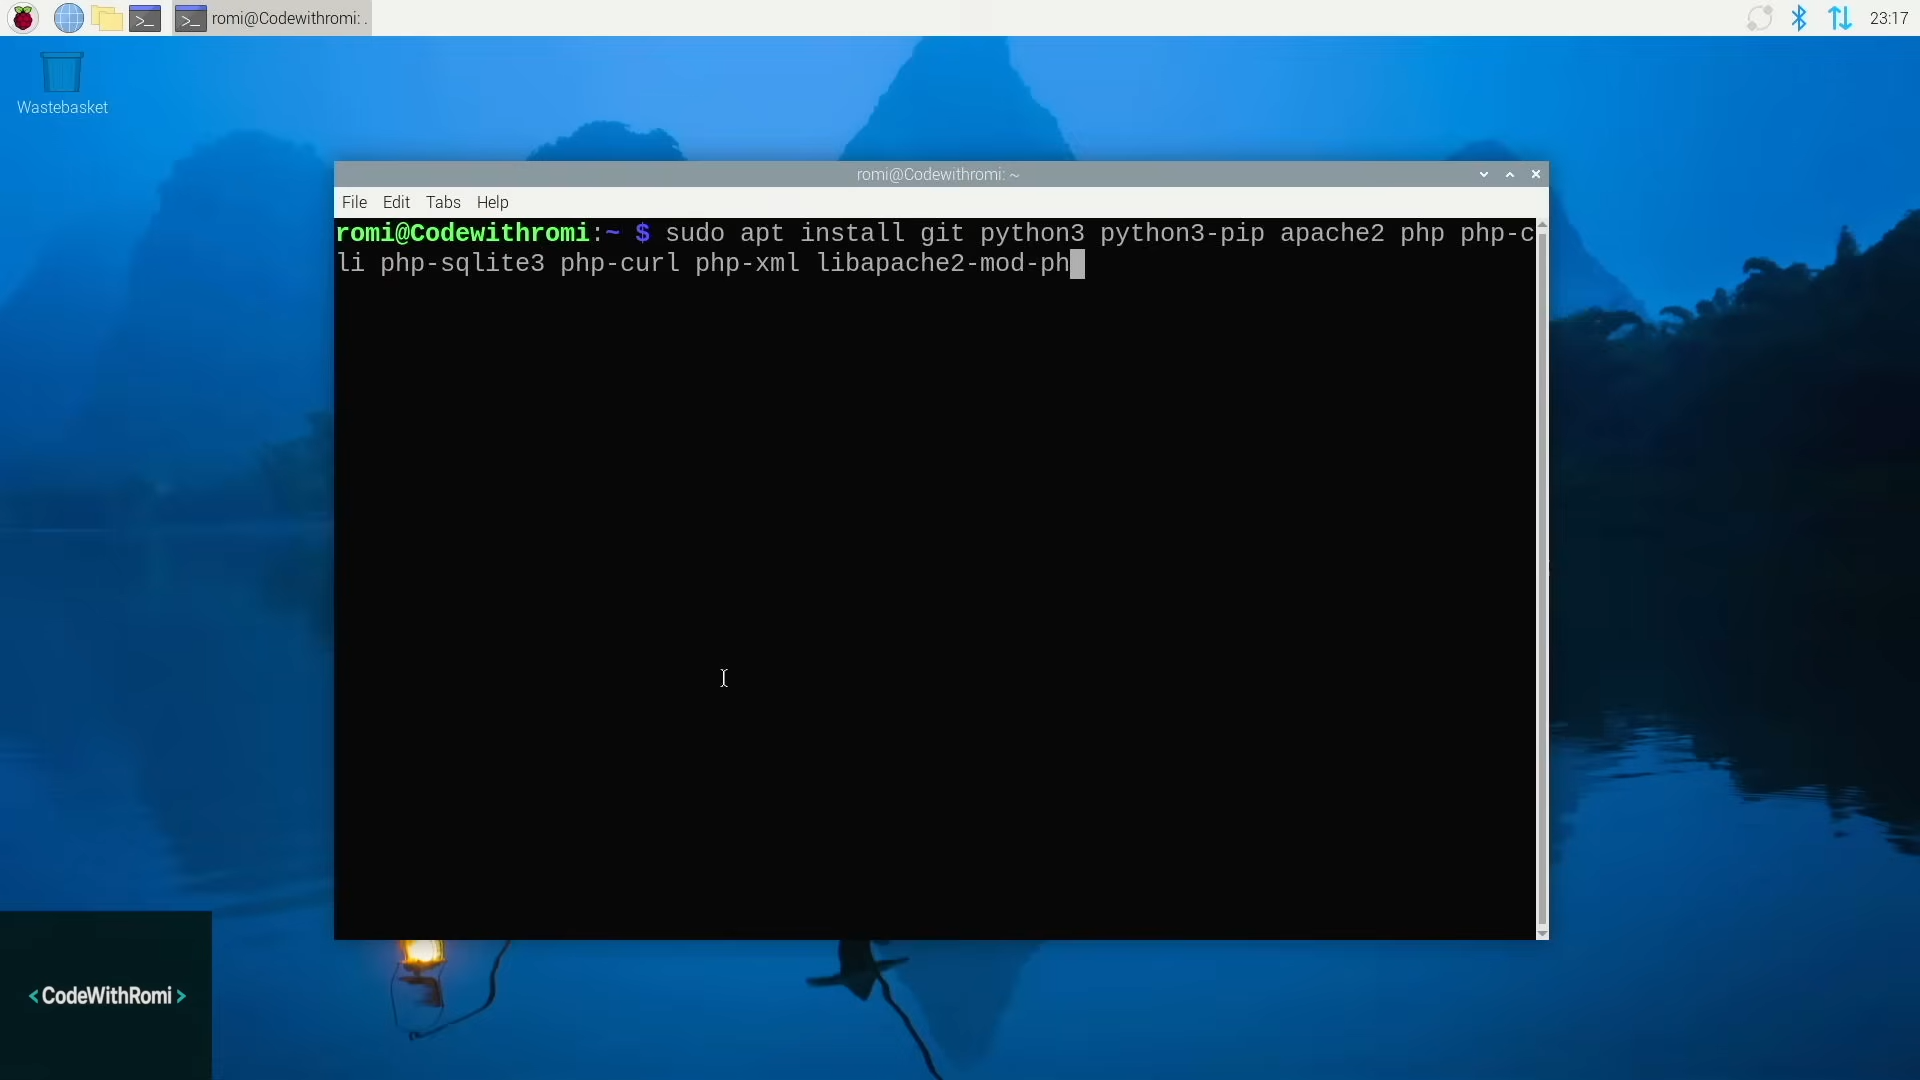 romi@Codewithromi: .
23:17
Wastebasket
romi@Codewithromi: ~
File Edit Tabs Help
romi@Codewithromi:~ $ sudo apt install git python3 python3-pip apache2 php php-c
li php-sqlite3 php-curl php-xml libapache2-mod-ph
<CodeWithRomi>